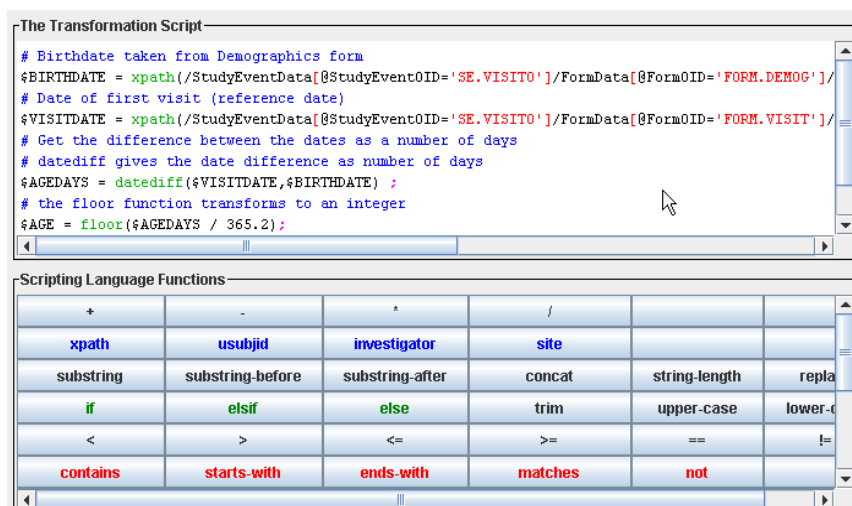 The Transformation Script
# Birthdate taken from Demographics form
$BIRTHDATE = xpath(/StudyEventData[@StudyEventOID='SE.VISIT0']/FormData[@FormOID='FORM.DEMOG']/
# Date of first visit (reference date)
$VISITDATE = xpath(/StudyEventData[@StudyEventOID='SE.VISIT0']/FormData[@FormOID='FORM.VISIT']/
# Get the difference between the dates as a number of days
# datediff gives the date difference as number of days
$AGEDAYS = datediff($VISITDATE,$BIRTHDATE) ;
# the floor function transforms to an integer
$AGE = floor($AGEDAYS / 365.2);
Scripting Language Functions
+ - * /
xpath usubjid investigator site
substring substring-before substring-after concat string-length repla
if elsif else trim upper-case lower-c
< > <= >= == !=
contains starts-with ends-with matches not